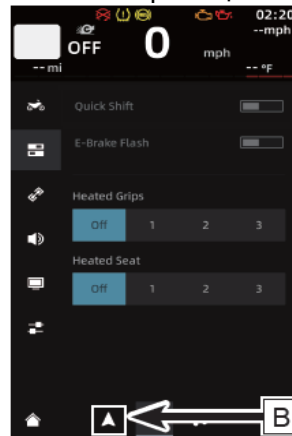 02:20
OFF 0 mph --mph
-- mi -- °F
Quick Shift
E-Brake Flash
Heated Grips
Off 1 2 3
Heated Seat
Off 1 2 3
B